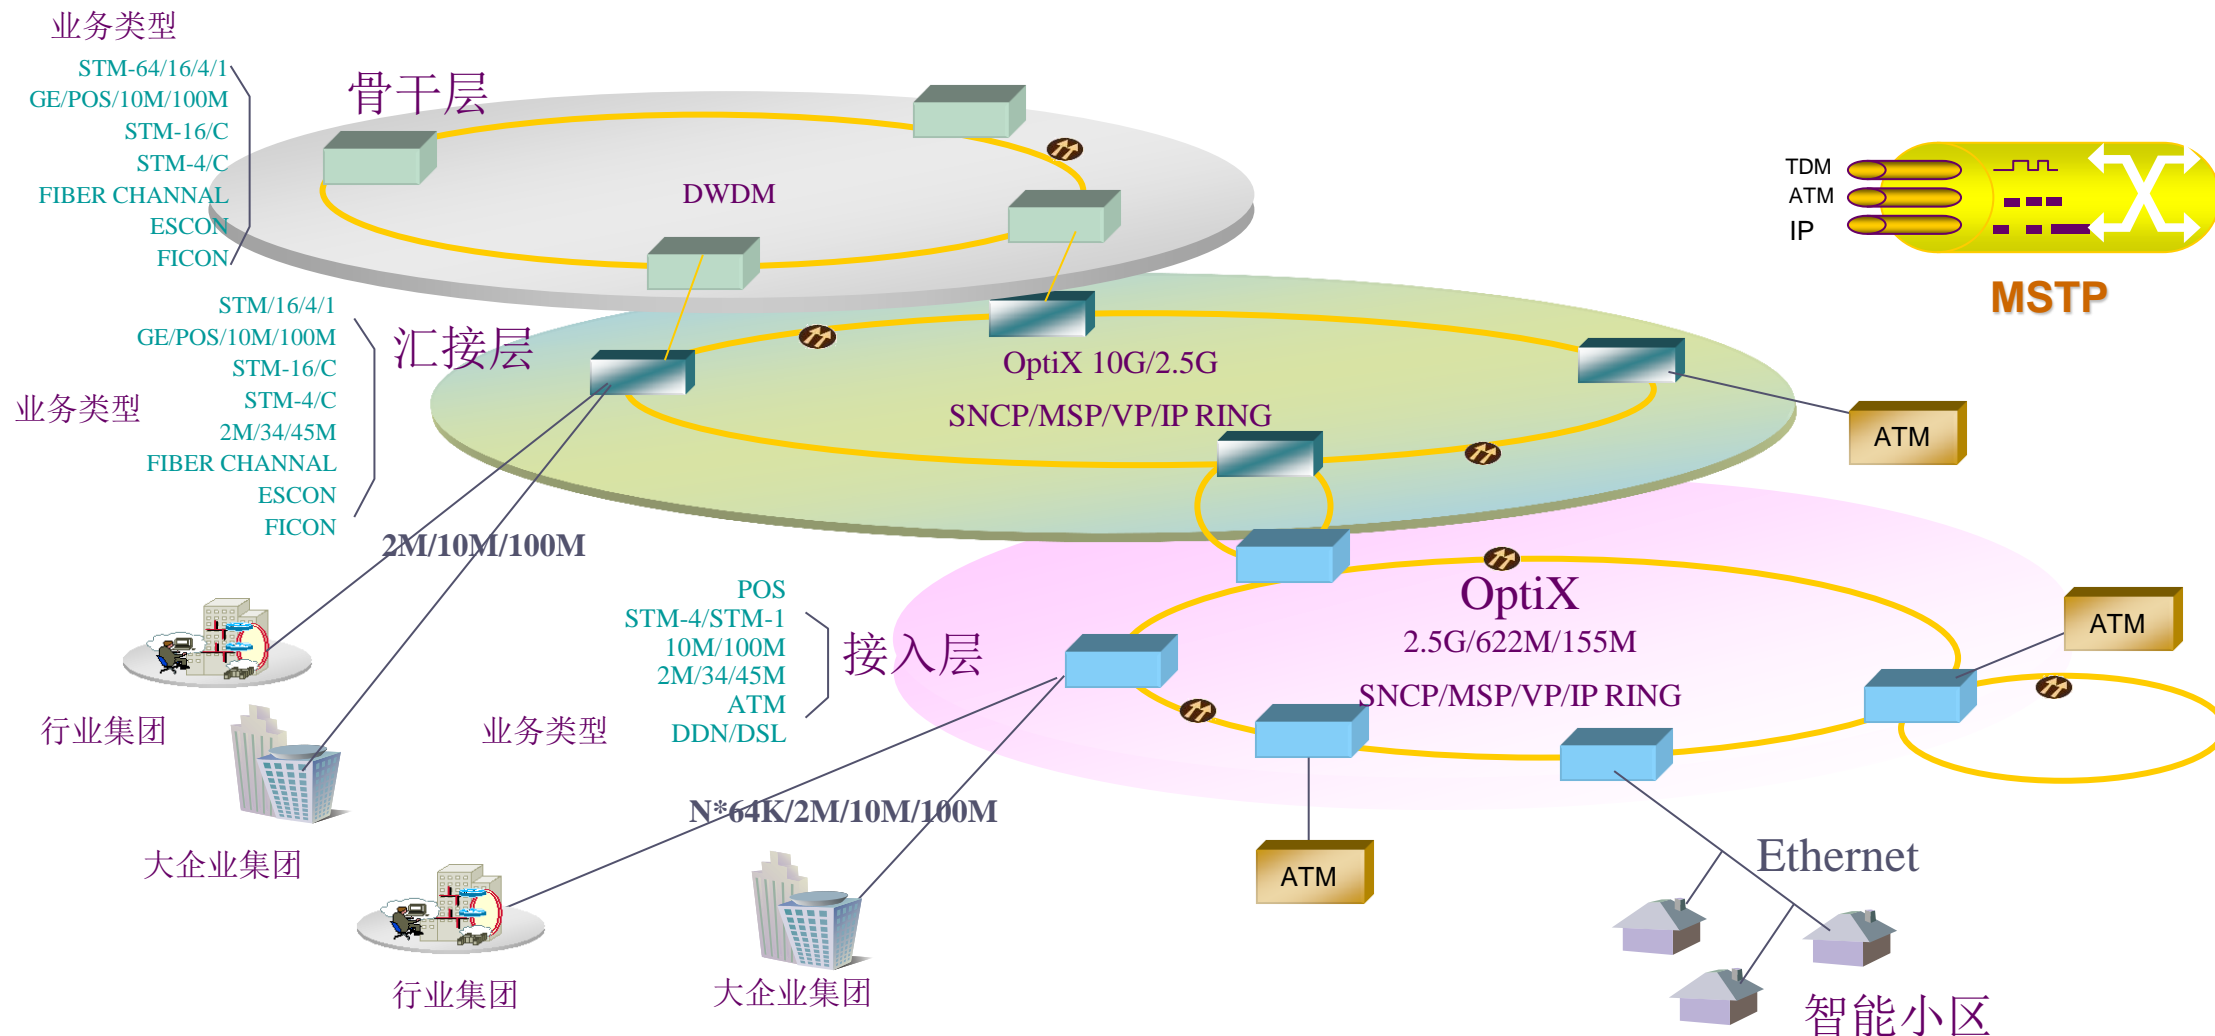 业务类型
STM-64/16/4/1
GE/POS/10M/100M
STM-16/C
STM-4/C
FIBER CHANNAL
ESCON
FICON
骨干层
DWDM
TDM
ATM
IP
MSTP
STM/16/4/1
GE/POS/10M/100M
STM-16/C
STM-4/C
2M/34/45M
FIBER CHANNAL
ESCON
FICON
业务类型
汇接层
OptiX 10G/2.5G
SNCP/MSP/VP/IP RING
ATM
2M/10M/100M
行业集团
大企业集团
POS
STM-4/STM-1
10M/100M
2M/34/45M
ATM
DDN/DSL
业务类型
接入层
OptiX
2.5G/622M/155M
SNCP/MSP/VP/IP RING
ATM
N*64K/2M/10M/100M
ATM
Ethernet
行业集团
大企业集团
智能小区